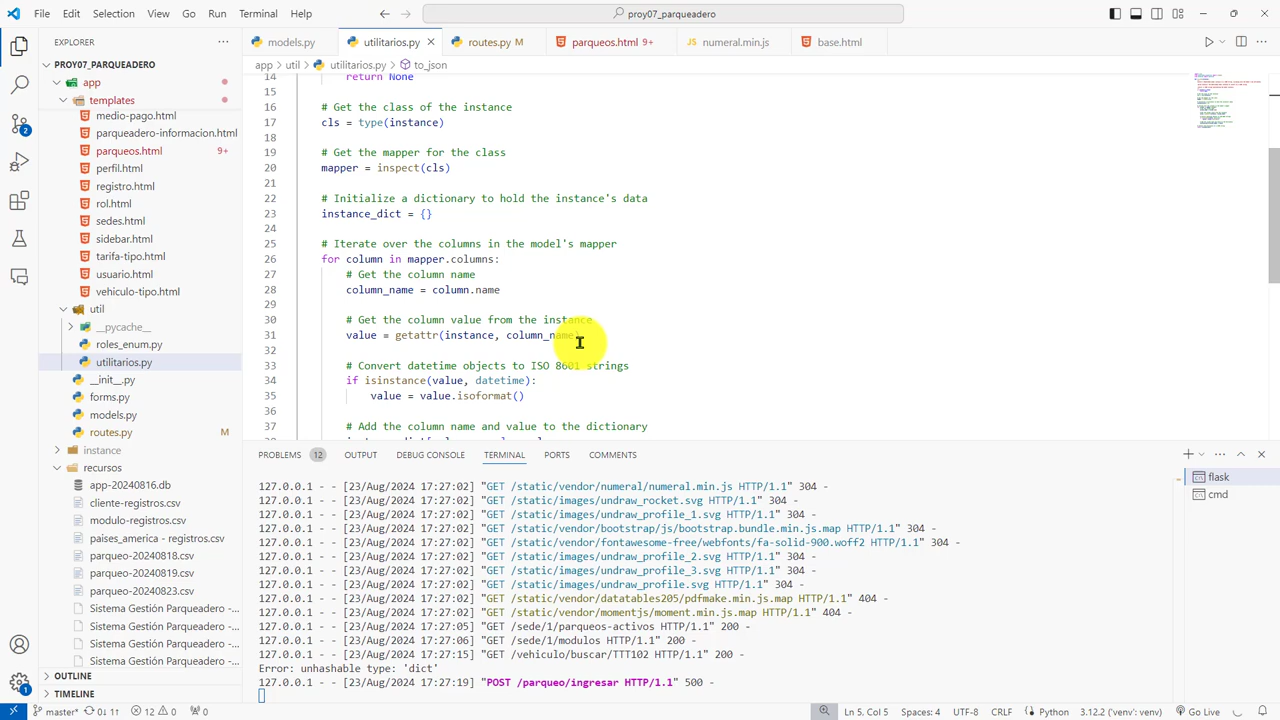 File Edit Selection View Go Run Terminal Help
proy07_parqueadero
EXPLORER
models.py
utilitarios.py
routes.py M
parqueos.html 9+
numeral.min.js
base.html
PROY07_PARQUEADERO
app > util > utilitarios.py > to_json
app
templates
medio-pago.html
parqueadero-informacion.html
parqueos.html 9+
perfil.html
registro.html
rol.html
sedes.html
sidebar.html
tarifa-tipo.html
usuario.html
vehiculo-tipo.html
util
__pycache__
roles_enum.py
utilitarios.py
__init__.py
forms.py
models.py
routes.py M
instance
recursos
app-20240816.db
cliente-registros.csv
modulo-registros.csv
paises_america - registros.csv
parqueo-20240818.csv
parqueo-20240819.csv
parqueo-20240823.csv
Sistema Gestión Parqueadero -...
Sistema Gestión Parqueadero -...
Sistema Gestión Parqueadero -...
Sistema Gestión Parqueadero -...
OUTLINE
TIMELINE
14 return None
15
16 # Get the class of the instance
17 cls = type(instance)
18
19 # Get the mapper for the class
20 mapper = inspect(cls)
21
22 # Initialize a dictionary to hold the instance's data
23 instance_dict = {}
24
25 # Iterate over the columns in the model's mapper
26 for column in mapper.columns:
27 # Get the column name
28 column_name = column.name
29
30 # Get the column value from the instance
31 value = getattr(instance, column_name)
32
33 # Convert datetime objects to ISO 8601 strings
34 if isinstance(value, datetime):
35 value = value.isoformat()
36
37 # Add the column name and value to the dictionary
PROBLEMS 12 OUTPUT DEBUG CONSOLE TERMINAL PORTS COMMENTS
flask
cmd
127.0.0.1 - - [23/Aug/2024 17:27:02] "GET static/vendor/numeral/numeral.min.js HTTP/1.1" 304 -
127.0.0.1 - - [23/Aug/2024 17:27:02] "GET static/images/undraw_rocket.svg HTTP/1.1" 304 -
127.0.0.1 - - [23/Aug/2024 17:27:02] "GET static/images/undraw_profile_1.svg HTTP/1.1" 304 -
127.0.0.1 - - [23/Aug/2024 17:27:02] "GET static/vendor/bootstrap/js/bootstrap.bundle.min.js.map HTTP/1.1" 304 -
127.0.0.1 - - [23/Aug/2024 17:27:02] "GET static/vendor/fontawesome-free/webfonts/fa-solid-900.woff2 HTTP/1.1" 304 -
127.0.0.1 - - [23/Aug/2024 17:27:02] "GET static/images/undraw_profile_2.svg HTTP/1.1" 304 -
127.0.0.1 - - [23/Aug/2024 17:27:02] "GET static/images/undraw_profile_3.svg HTTP/1.1" 304 -
127.0.0.1 - - [23/Aug/2024 17:27:02] "GET static/images/undraw_profile.svg HTTP/1.1" 304 -
127.0.0.1 - - [23/Aug/2024 17:27:02] "GET static/vendor/datatables205/pdfmake.min.js.map HTTP/1.1" 404 -
127.0.0.1 - - [23/Aug/2024 17:27:02] "GET static/vendor/momentjs/moment.min.js.map HTTP/1.1" 404 -
127.0.0.1 - - [23/Aug/2024 17:27:05] "GET /sede/1/parqueos-activos HTTP/1.1" 200 -
127.0.0.1 - - [23/Aug/2024 17:27:06] "GET /sede/1/modulos HTTP/1.1" 200 -
127.0.0.1 - - [23/Aug/2024 17:27:15] "GET /vehiculo/buscar/TTT102 HTTP/1.1" 200 -
Error: unhashable type: 'dict'
127.0.0.1 - - [23/Aug/2024 17:27:19] "POST /parqueo/ingresar HTTP/1.1" 500 -
master* 0↓ 11↑ 12 0 0 Ln 5, Col 5 Spaces: 4 UTF-8 CRLF Python 3.12.2 ('venv': venv) Go Live